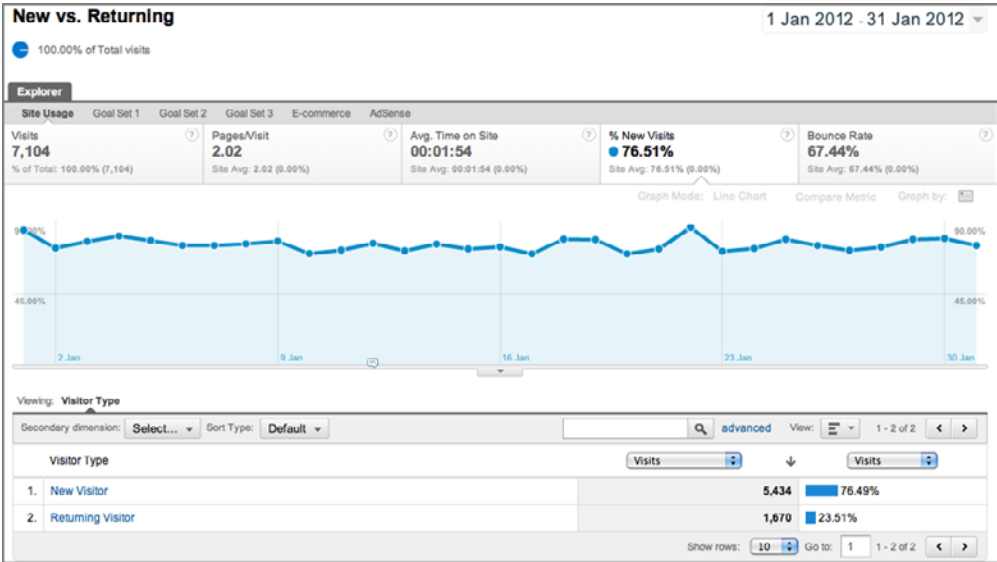 New vs. Returning
1 Jan 2012 - 31 Jan 2012
100.00% of Total visits
Explorer
Site Usage Goal Set 1 Goal Set 2 Goal Set 3 E-commerce AdSense
Visits Pages/Visit Avg. Time on Site % New Visits Bounce Rate
7,104 2.02 00:01:54 76.51% 67.44%
% of Total: 100.00% (7,104) Site Avg: 2.02 (0.00%) Site Avg: 00:01:54 (0.00%) Site Avg: 76.51% (0.00%) Site Avg: 67.44% (0.00%)
Graph Mode: Line Chart Compare Metric Graph by:
90.00% 90.00%
45.00% 45.00%
2 Jan 9 Jan 16 Jan 23 Jan 30 Jan
Viewing: Visitor Type
Secondary dimension: Select... Sort Type: Default advanced View: 1 - 2 of 2
Visitor Type Visits Visits
1. New Visitor 5,434 76.49%
2. Returning Visitor 1,670 23.51%
Show rows: 10 Go to: 1 1 - 2 of 2